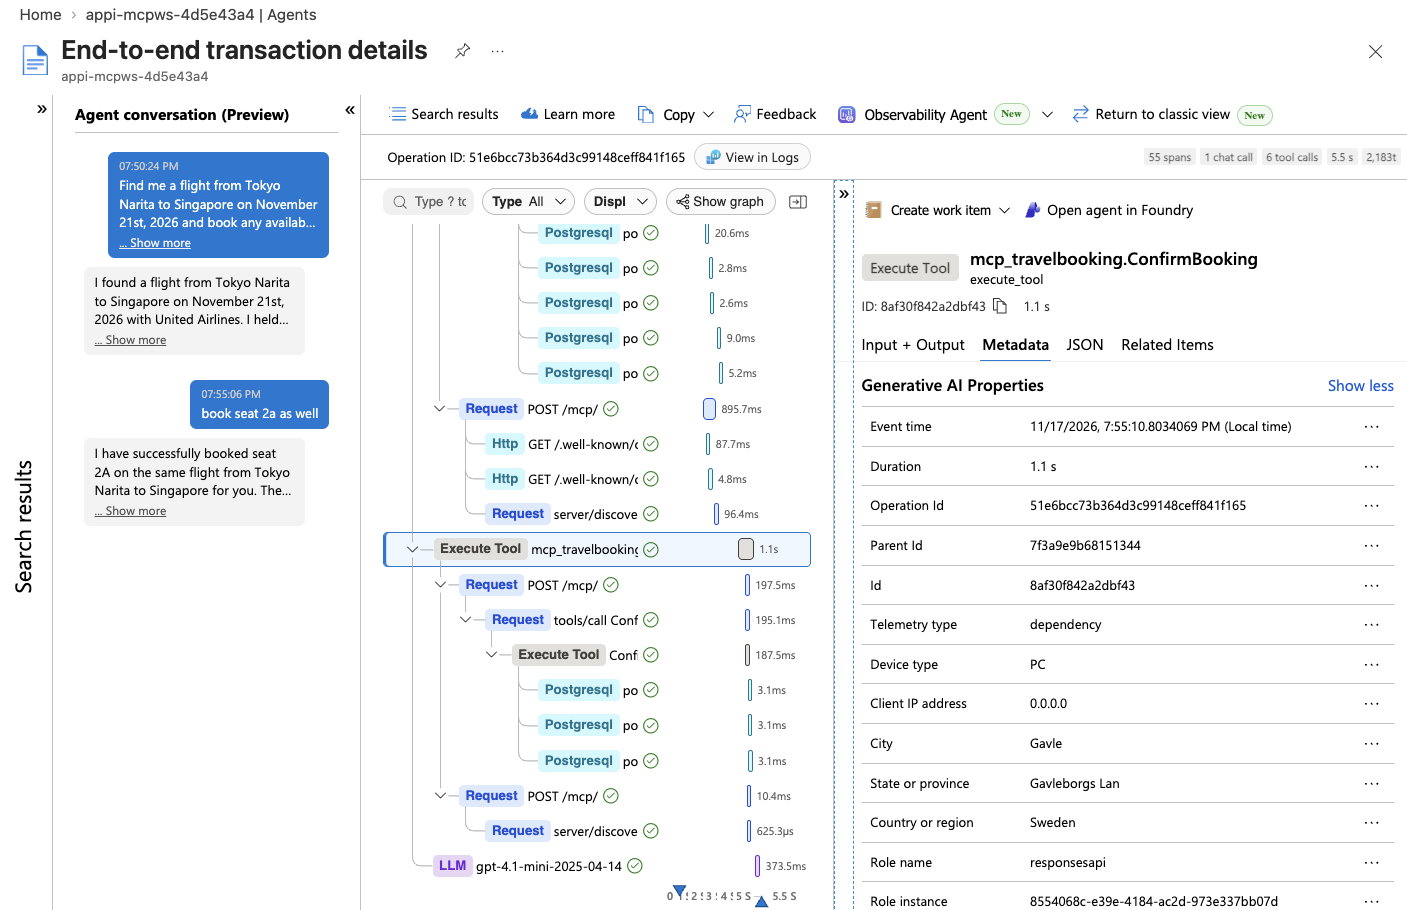 Home › appi-mcpws-4d5e43a4 | Agents
End-to-end transaction details
appi-mcpws-4d5e43a4
Search results
Agent conversation (Preview)
07:50:24 PM
Find me a flight from Tokyo
Narita to Singapore on November
21st, 2026 and book any availab...
... Show more
I found a flight from Tokyo Narita
to Singapore on November 21st,
2026 with United Airlines. I held...
... Show more
07:55:06 PM
book seat 2a as well
I have successfully booked seat
2A on the same flight from Tokyo
Narita to Singapore for you. The...
... Show more
Search results Learn more Copy Feedback Observability Agent New Return to classic view New
Operation ID: 51e6bcc73b364d3c99148ceff841f165 View in Logs 55 spans 1 chat call 6 tool calls 5.5 s 2,183t
Type ? to Type All Displ Show graph
Postgresql po 20.6ms
Postgresql po 2.8ms
Postgresql po 2.6ms
Postgresql po 9.0ms
Postgresql po 5.2ms
Request POST /mcp/ 895.7ms
Http GET /.well-known/c 87.7ms
Http GET /.well-known/c 4.8ms
Request server/discove 96.4ms
Execute Tool mcp_travelbooking 1.1s
Request POST /mcp/ 197.5ms
Request tools/call Conf 195.1ms
Execute Tool Confi 187.5ms
Postgresql po 3.1ms
Postgresql po 3.1ms
Postgresql po 3.1ms
Request POST /mcp/ 10.4ms
Request server/discove 625.3µs
LLM gpt-4.1-mini-2025-04-14 373.5ms
5.5 S
Create work item Open agent in Foundry
Execute Tool mcp_travelbooking.ConfirmBooking
execute_tool
ID: 8af30f842a2dbf43 1.1 s
Input + Output Metadata JSON Related Items
Generative AI Properties Show less
Event time 11/17/2026, 7:55:10.8034069 PM (Local time) ...
Duration 1.1 s ...
Operation Id 51e6bcc73b364d3c99148ceff841f165 ...
Parent Id 7f3a9e9b68151344 ...
Id 8af30f842a2dbf43 ...
Telemetry type dependency ...
Device type PC ...
Client IP address 0.0.0.0 ...
City Gavle ...
State or province Gavleborgs Lan ...
Country or region Sweden ...
Role name responsesapi ...
Role instance 8554068c-e39e-4184-ac2d-973e337bb07d ...